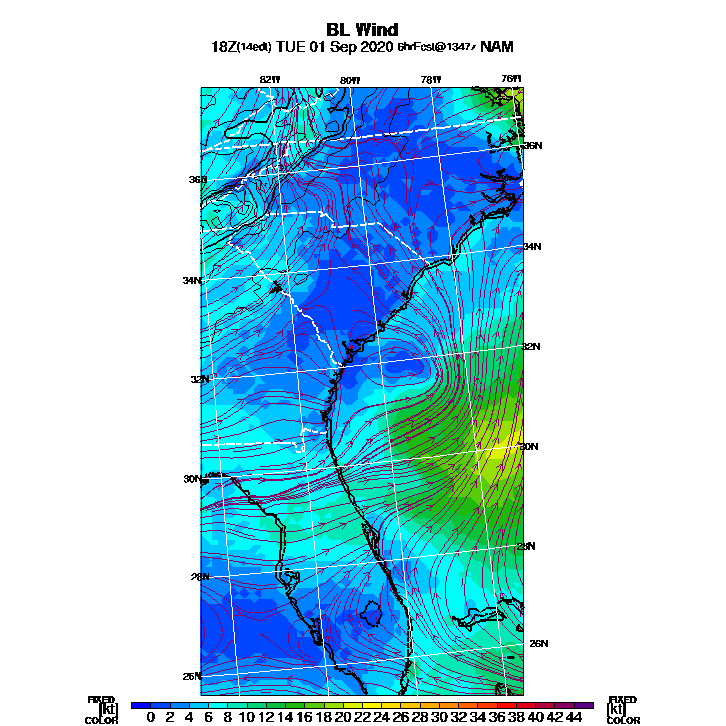 BL Wind
18Z(14edt) TUE 01 Sep 2020 6hrFcst@1347z NAM
82W 80W 78W 76W
36N
36N
34N
34N
32N
32N
30N
30N
28N
28N
26N
26N
FIXED FIXED
[kt] 0 2 4 6 8 10 12 14 16 18 20 22 24 26 28 30 32 34 36 38 40 42 44 [kt]
COLOR COLOR